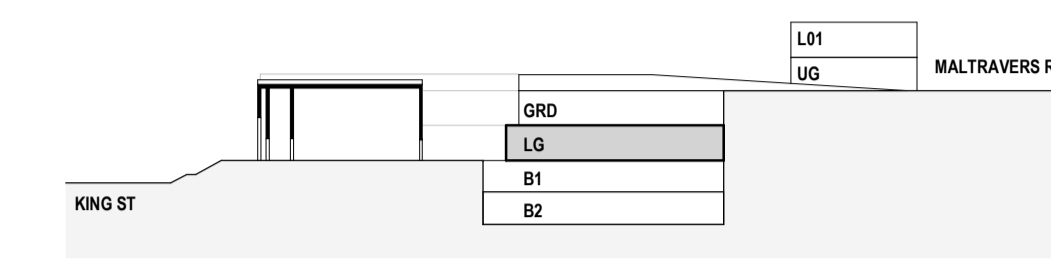 L01
UG
MALTRAVERS R
GRD
LG
B1
B2
KING ST